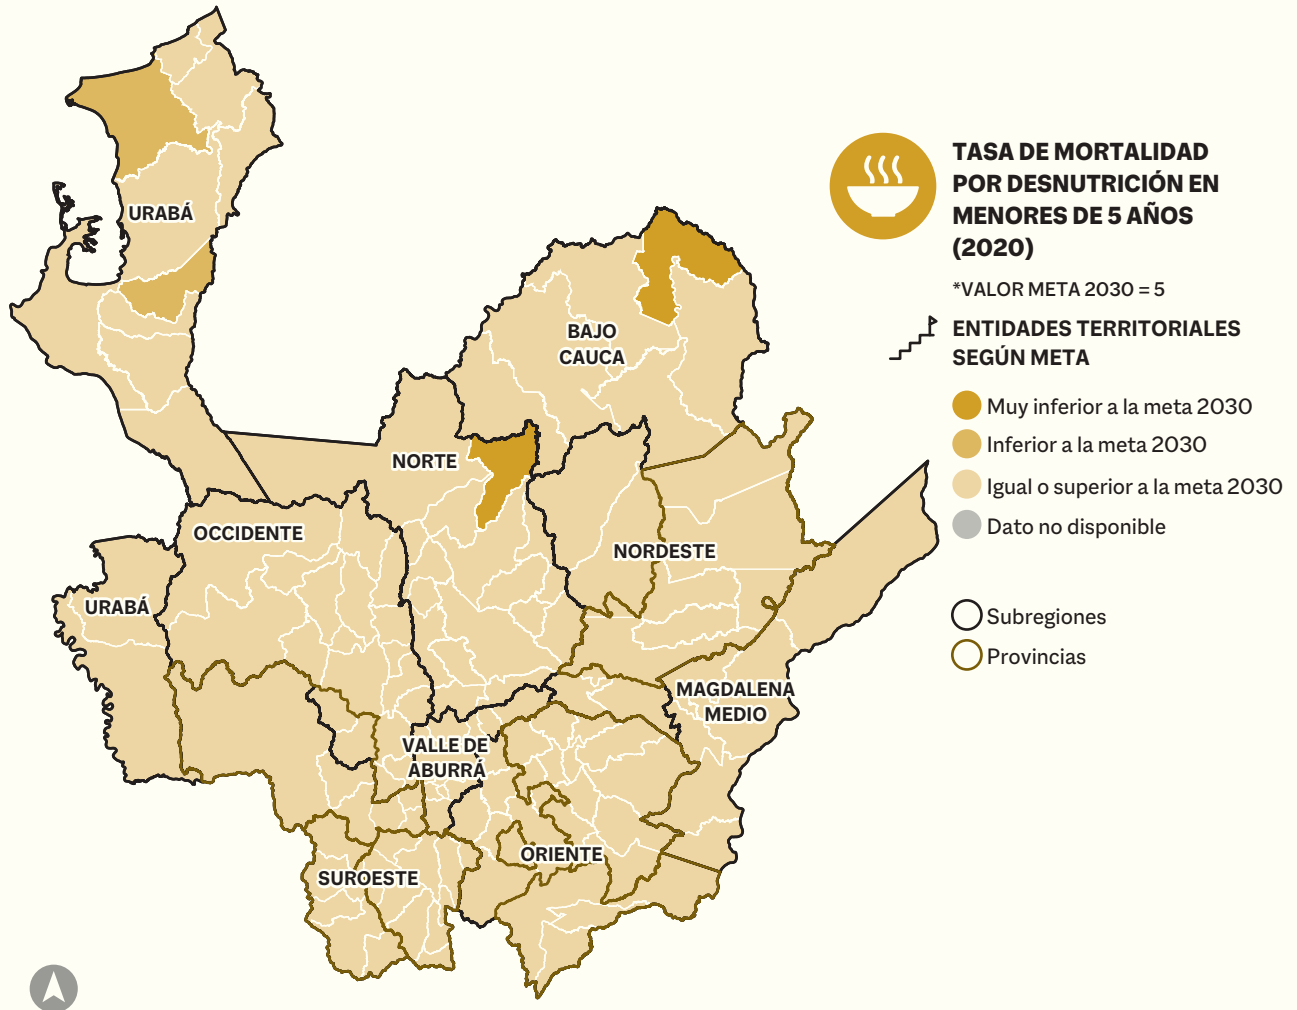 TASA DE MORTALIDAD
POR DESNUTRICIÓN EN
MENORES DE 5 AÑOS
(2020)
*VALOR META 2030 = 5
ENTIDADES TERRITORIALES
SEGÚN META
Muy inferior a la meta 2030
Inferior a la meta 2030
Igual o superior a la meta 2030
Dato no disponible
Subregiones
Provincias
URABÁ
BAJO
CAUCA
NORTE
OCCIDENTE
NORDESTE
URABÁ
MAGDALENA
MEDIO
VALLE DE
ABURRÁ
ORIENTE
SUROESTE